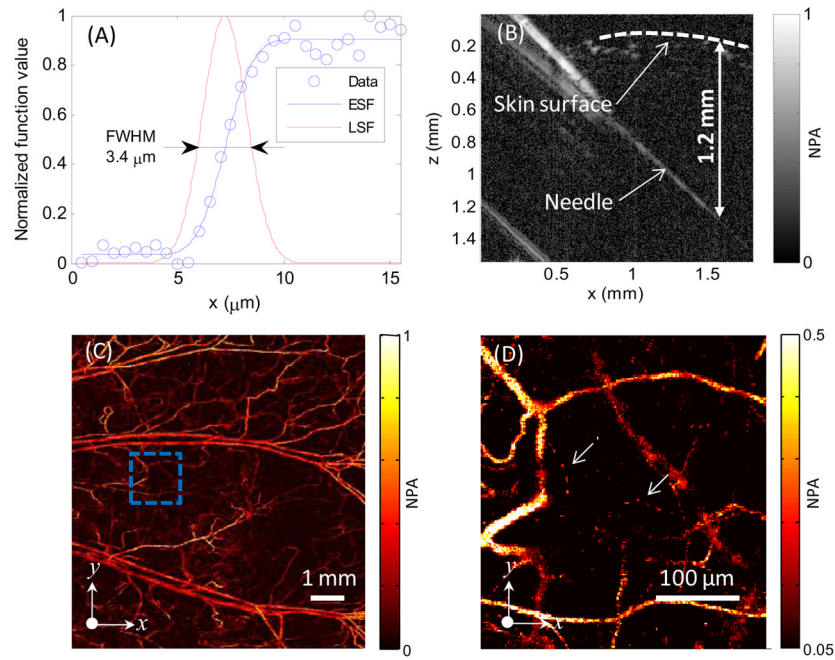 (A)
Normalized function value
1
0.8
0.6
0.4
0.2
0
0
5
10
15
x (μm)
FWHM
3.4 μm
Data
ESF
LSF
(B)
z (mm)
0.2
0.4
0.6
0.8
1
1.2
1.4
0.5
1
1.5
x (mm)
Skin surface
Needle
1.2 mm
1
NPA
0
(C)
y
x
1 mm
1
NPA
0
(D)
y
x
100 μm
0.5
NPA
0.05